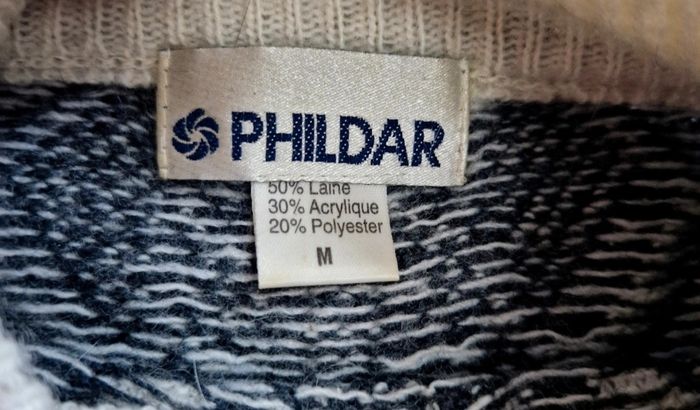 PHILDAR
50% Laine
30% Acrylique
20% Polyester
M